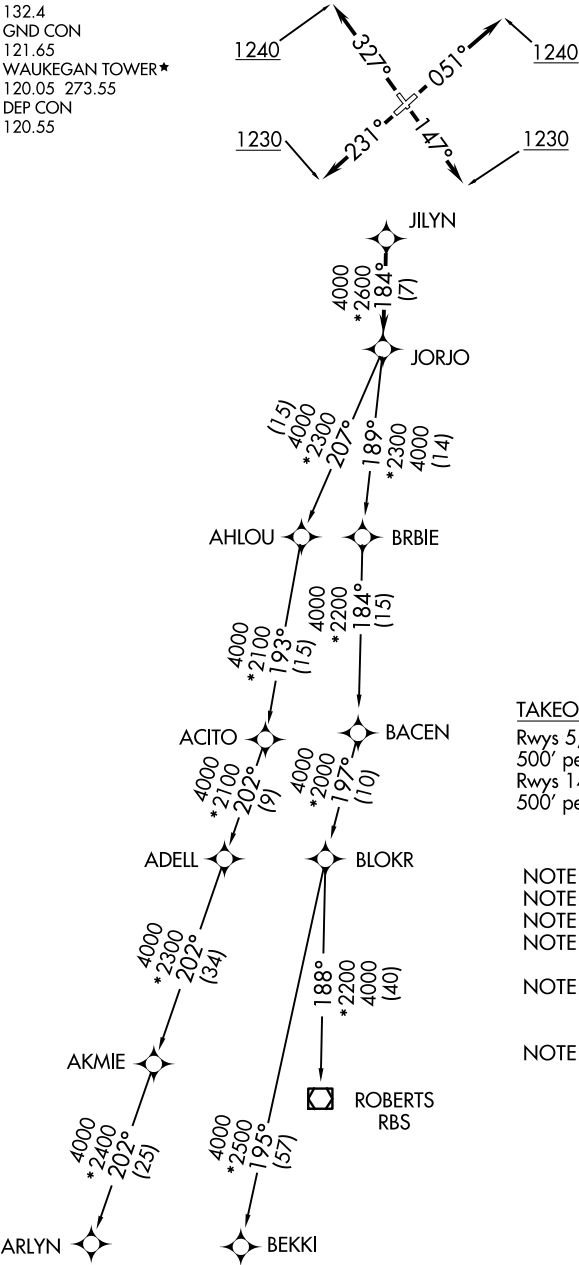 132.4
GND CON
121.65
WAUKEGAN TOWER★
120.05 273.55
DEP CON
120.55
1240
327°
051°
1240
1230
231°
147°
1230
JILYN
4000
*2600
184°
(7)
JORJO
(15)
4000
*2300
207°
189°
*2300
4000
(14)
AHLOU
BRBIE
4000
*2100
193°
(15)
4000
*2200
184°
(15)
ACITO
BACEN
4000
*2100
202°
(9)
4000
*2000
197°
(10)
ADELL
BLOKR
4000
*2300
202°
(34)
188°
*2200
4000
(40)
AKMIE
ROBERTS
RBS
4000
*2400
202°
(25)
4000
*2500
195°
(57)
ARLYN
BEKKI
TAKEO
Rwys 5,
500' pe
Rwys 14
500' pe
NOTE
NOTE
NOTE
NOTE
NOTE
NOTE